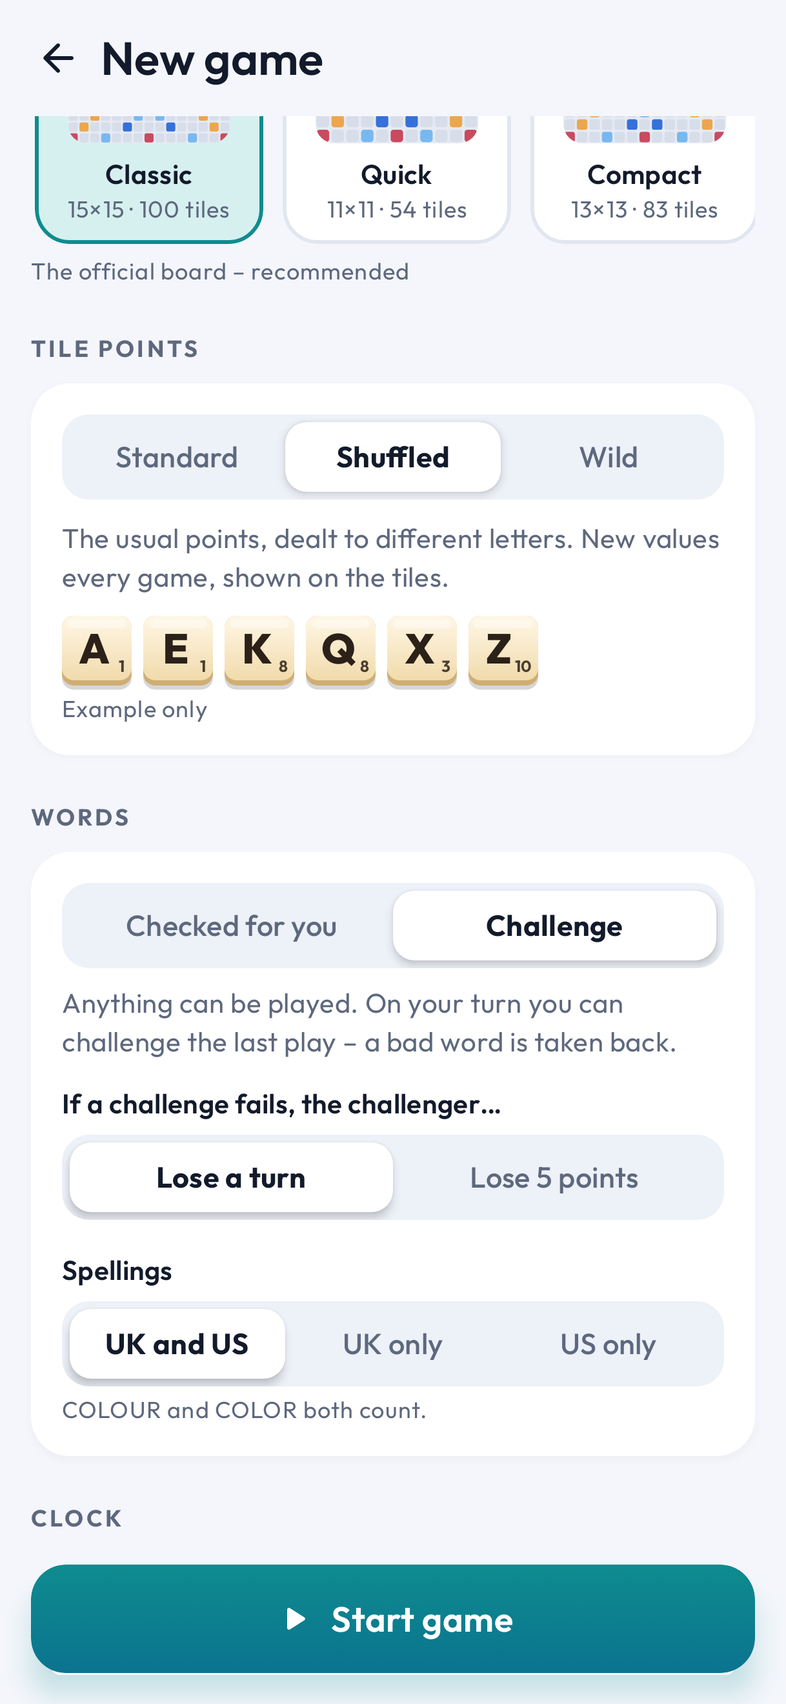 New game
Classic
15×15 · 100 tiles
Quick
11×11 · 54 tiles
Compact
13×13 · 83 tiles
The official board – recommended
TILE POINTS
Standard
Shuffled
Wild
The usual points, dealt to different letters. New values
every game, shown on the tiles.
A 1 E 1 K 8 Q 8 X 3 Z 10
Example only
WORDS
Checked for you
Challenge
Anything can be played. On your turn you can
challenge the last play – a bad word is taken back.
If a challenge fails, the challenger…
Lose a turn
Lose 5 points
Spellings
UK and US
UK only
US only
COLOUR and COLOR both count.
CLOCK
Start game